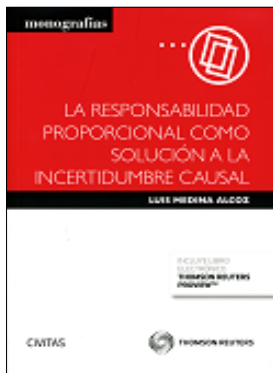 monografías
LA RESPONSABILIDAD
PROPORCIONAL COMO
SOLUCIÓN A LA
INCERTIDUMBRE CAUSAL
LUIS MEDINA ALCOZ
INCLUYE LIBRO
ELECTRÓNICO
THOMSON REUTERS
PROVIEW™
CIVITAS
THOMSON REUTERS